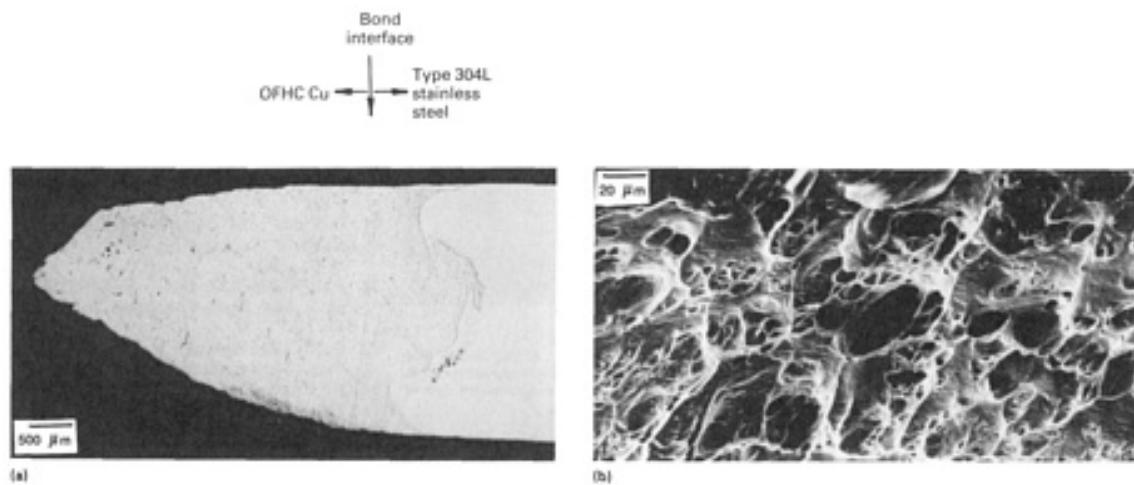 Bond
interface
OFHC Cu
Type 304L
stainless
steel
500 μm
20 μm
(a)
(b)